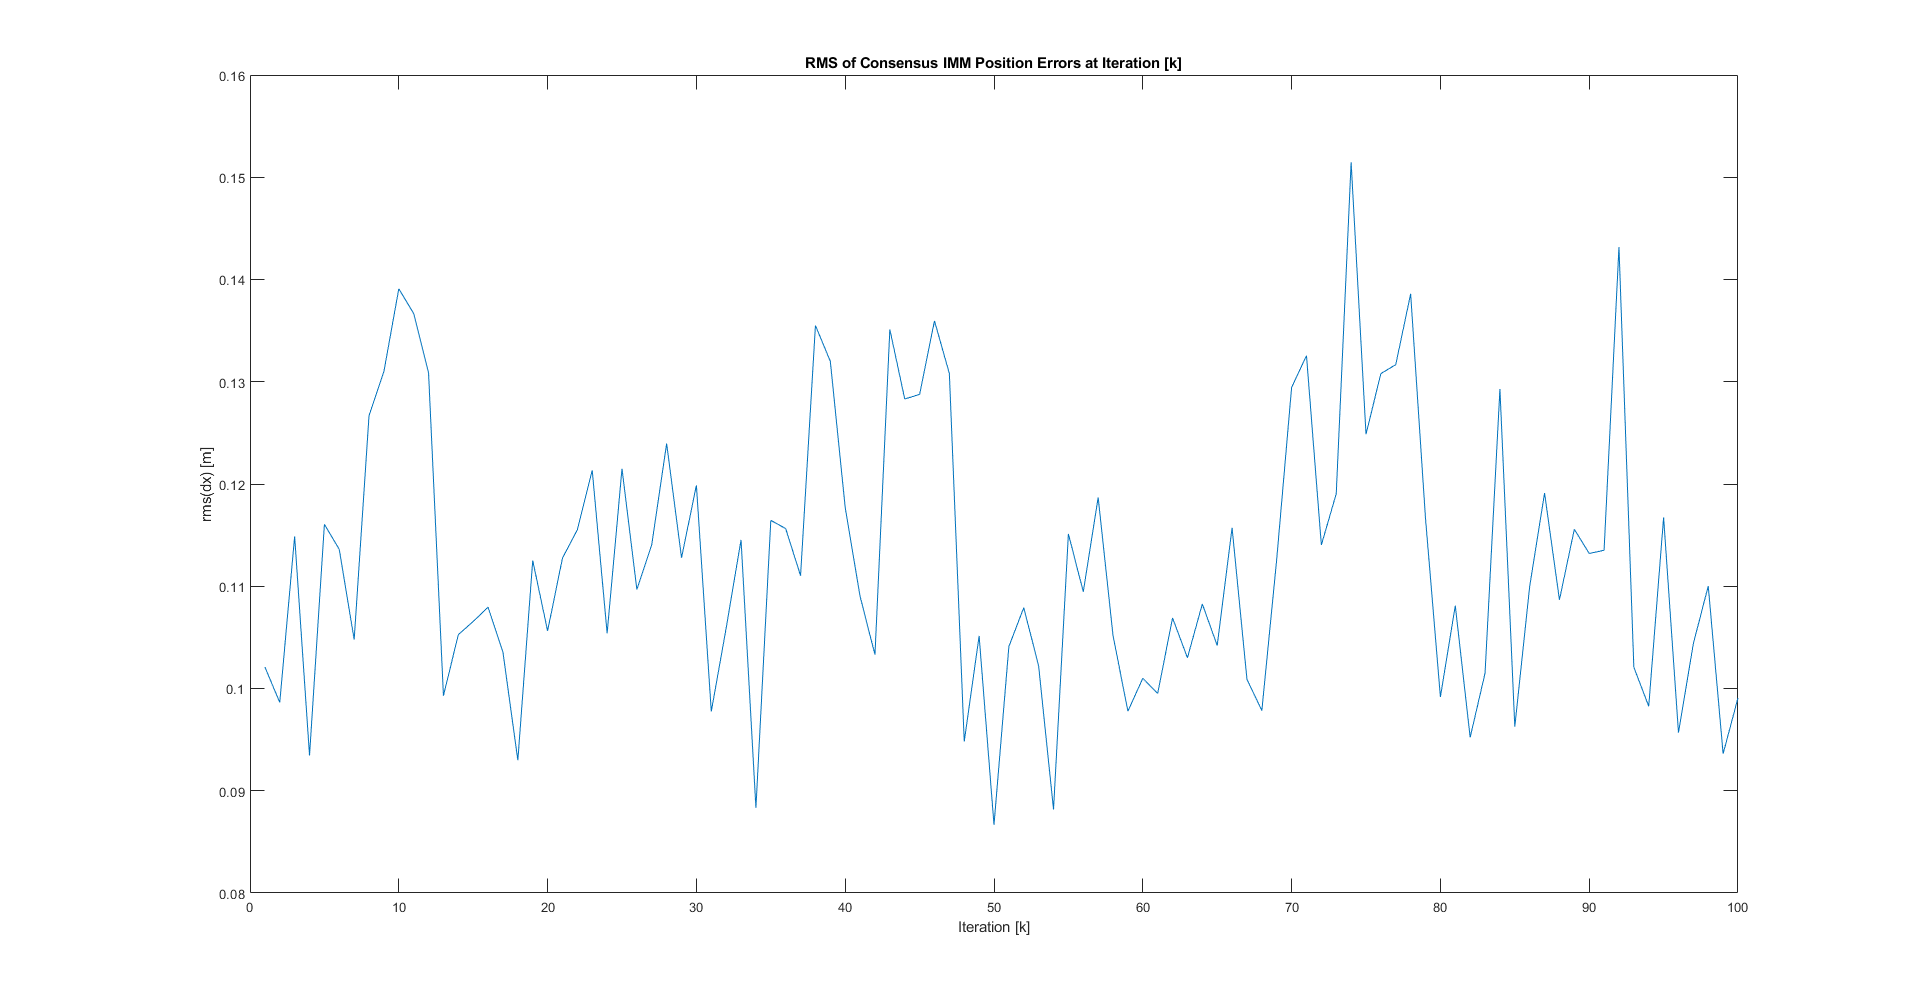 RMS of Consensus IMM Position Errors at Iteration [k]
0.16
0.15
0.14
0.13
0.12
0.11
0.1
0.09
0.08
rms(dx) [m]
0 10 20 30 40 50 60 70 80 90 100
Iteration [k]